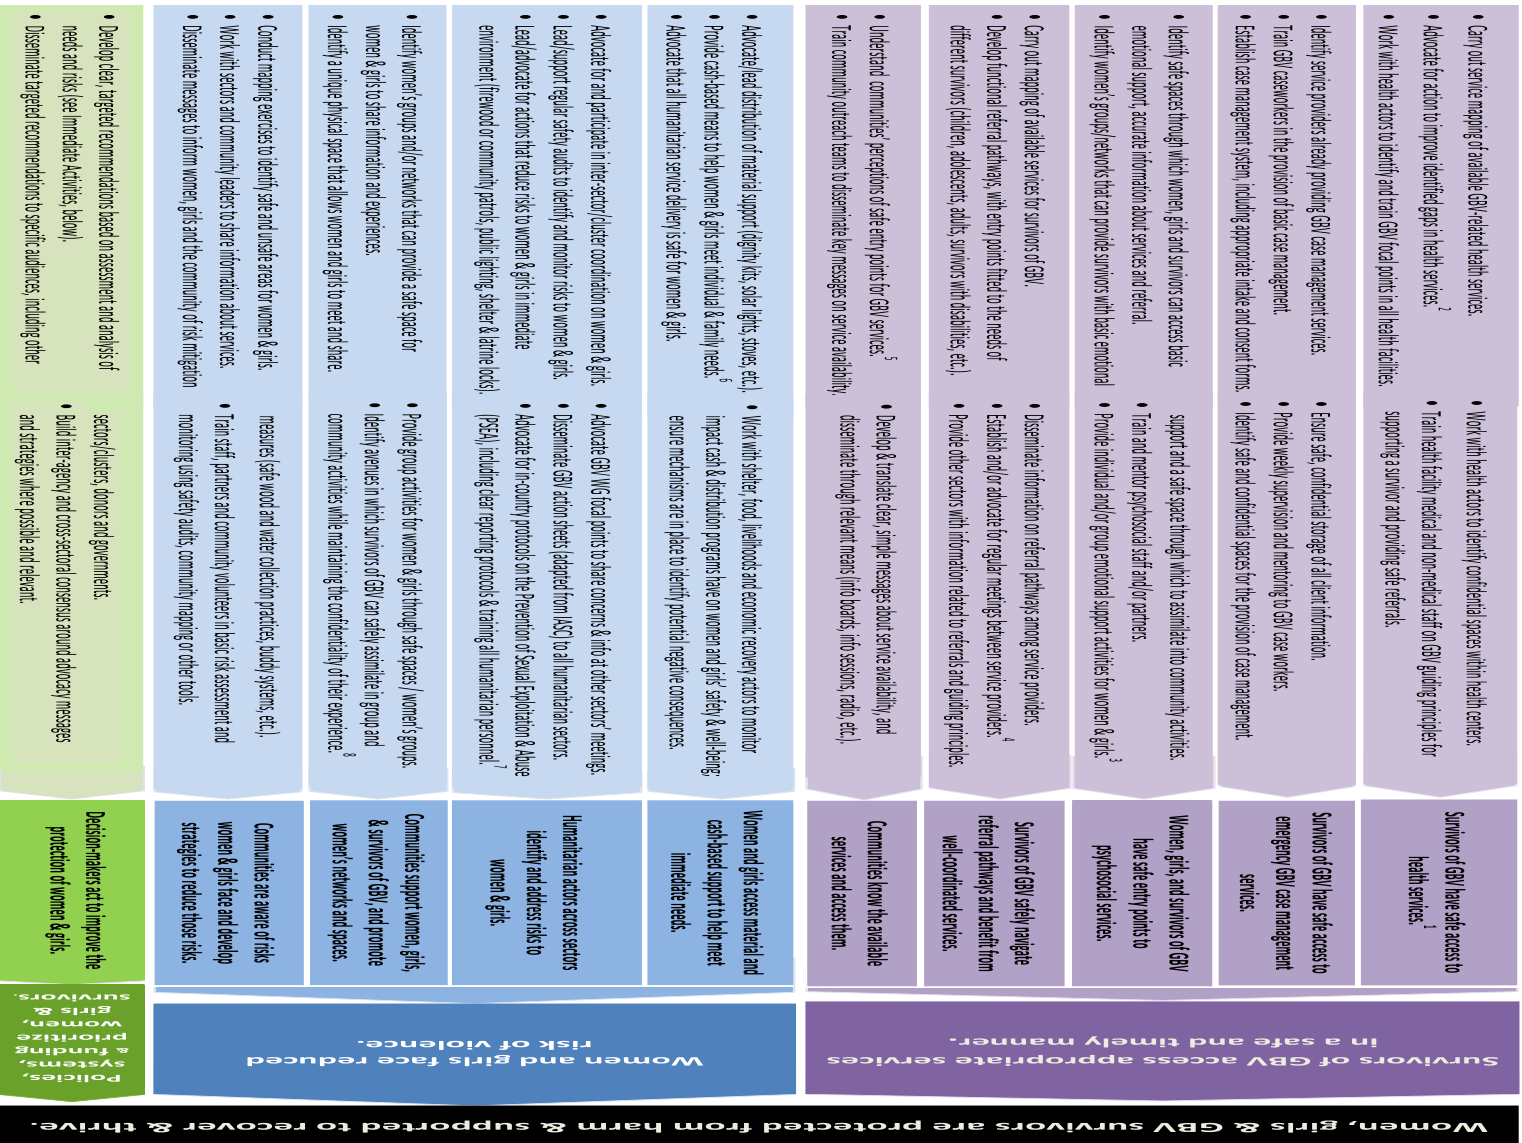 • Carry out service mapping of available GBV-related health services.
• Advocate for action to improve identified gaps in health services. 2
• Work with health actors to identify and train GBV focal points in all health facilities.
• Work with health actors to identify confidential spaces within health centers.
• Train health facility medical and non-medical staff on GBV guiding principles for
supporting a survivor and providing safe referrals.
Survivors of GBV have safe access to
health services. 1
• Identify service providers already providing GBV case management services.
• Train GBV caseworkers in the provision of basic case management.
• Establish case management system, including appropriate intake and consent forms.
• Ensure safe, confidential storage of all client information.
• Provide weekly supervision and mentoring to GBV case workers.
• Identify safe and confidential spaces for the provision of case management.
Survivors of GBV have safe access to
emergency GBV case management
services.
• Identify safe spaces through which women, girls and survivors can access basic
emotional support, accurate information about services and referral.
• Identify women's groups/networks that can provide survivors with basic emotional
support and a safe space through which to assimilate into community activities.
• Train and mentor psychosocial staff and/or partners.
• Provide individual and/or group emotional support activities for women & girls. 3
Women, girls, and survivors of GBV
have safe entry points to
psychosocial services.
• Carry out mapping of available services for survivors of GBV.
• Develop functional referral pathways, with entry points fitted to the needs of
different survivors (children, adolescents, adults, survivors with disabilities, etc.).
• Disseminate information on referral pathways among service providers.
• Establish and/or advocate for regular meetings between service providers. 4
• Provide other sectors with information related to referrals and guiding principles.
Survivors of GBV safely navigate
referral pathways and benefit from
well-coordinated services.
• Understand communities' perceptions of safe entry points for GBV services. 5
• Train community outreach teams to disseminate key messages on service availability.
• Develop & translate clear, simple messages about service availability, and
disseminate through relevant means (info boards, info sessions, radio, etc.).
Communities know the available
services and access them.
Survivors of GBV access appropriate services
in a safe and timely manner.
• Advocate/lead distribution of material support (dignity kits, solar lights, stoves, etc.).
• Provide cash-based means to help women & girls meet individual & family needs. 6
• Advocate that all humanitarian service delivery is safe for women & girls.
• Work with shelter, food, livelihoods and economic recovery actors to monitor
impact cash & distribution programs have on women and girls' safety & well-being;
ensure mechanisms are in place to identify potential negative consequences.
Women and girls access material and
cash-based support to help meet
immediate needs.
• Advocate for and participate in inter-sector/cluster coordination on women & girls.
• Lead/support regular safety audits to identify and monitor risks to women & girls.
• Lead/advocate for actions that reduce risks to women & girls in immediate
environment (firewood or community patrols, public lighting, shelter & latrine locks).
• Advocate GBV WG focal points to share concerns & info at other sectors' meetings.
• Disseminate GBV action sheets (adapted from IASC) to all humanitarian sectors.
• Advocate for in-country protocols on the Prevention of Sexual Exploitation & Abuse
(PSEA), including clear reporting protocols & training all humanitarian personnel. 7
Humanitarian actors across sectors
identify and address risks to
women & girls.
• Identify women's groups and/or networks that can provide a safe space for
women & girls to share information and experiences.
• Identify a unique physical space that allows women and girls to meet and share.
• Provide group activities for women & girls through safe spaces / women's groups.
• Identify avenues in which survivors of GBV can safely assimilate in group and
community activities while maintaining the confidentiality of their experience. 8
Communities support women, girls,
& survivors of GBV, and promote
women's networks and spaces.
• Conduct mapping exercises to identify safe and unsafe areas for women & girls.
• Work with sectors and community leaders to share information about services.
• Disseminate messages to inform women, girls and the community of risk mitigation
measures (safe wood and water collection practices, buddy systems, etc.).
• Train staff, partners and community volunteers in basic risk assessment and
monitoring using safety audits, community mapping or other tools.
Communities are aware of risks
women & girls face and develop
strategies to reduce those risks.
Women and girls face reduced
risk of violence.
• Develop clear, targeted recommendations based on assessment and analysis of
needs and risks (see Immediate Activities, below).
• Disseminate targeted recommendations to specific audiences, including other
sectors/clusters, donors and governments.
• Build inter-agency and cross-sectoral consensus around advocacy messages
and strategies where possible and relevant.
Decision-makers act to improve the
protection of women & girls.
Policies,
systems,
& funding
prioritize
women,
girls &
survivors.
Women, girls & GBV survivors are protected from harm & supported to recover & thrive.